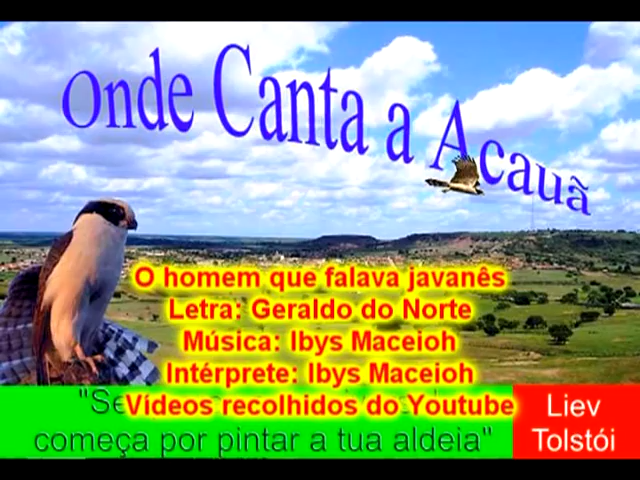 Onde Canta a Acauã
O homem que falava javanês
Letra: Geraldo do Norte
Música: Ibys Maceioh
Intérprete: Ibys Maceioh
Vídeos recolhidos do Youtube
"Se
começa por pintar a tua aldeia"
Liev
Tolstói